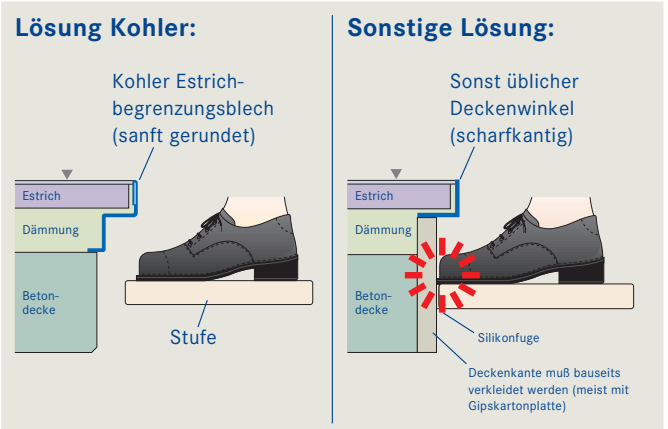 Lösung Kohler:
Kohler Estrich-
begrenzungsblech
(sanft gerundet)
Estrich
Dämmung
Beton-
decke
Stufe
Sonstige Lösung:
Sonst üblicher
Deckenwinkel
(scharfkantig)
Estrich
Dämmung
Beton-
decke
Silikonfuge
Deckenkante muß bauseits
verkleidet werden (meist mit
Gipskartonplatte)